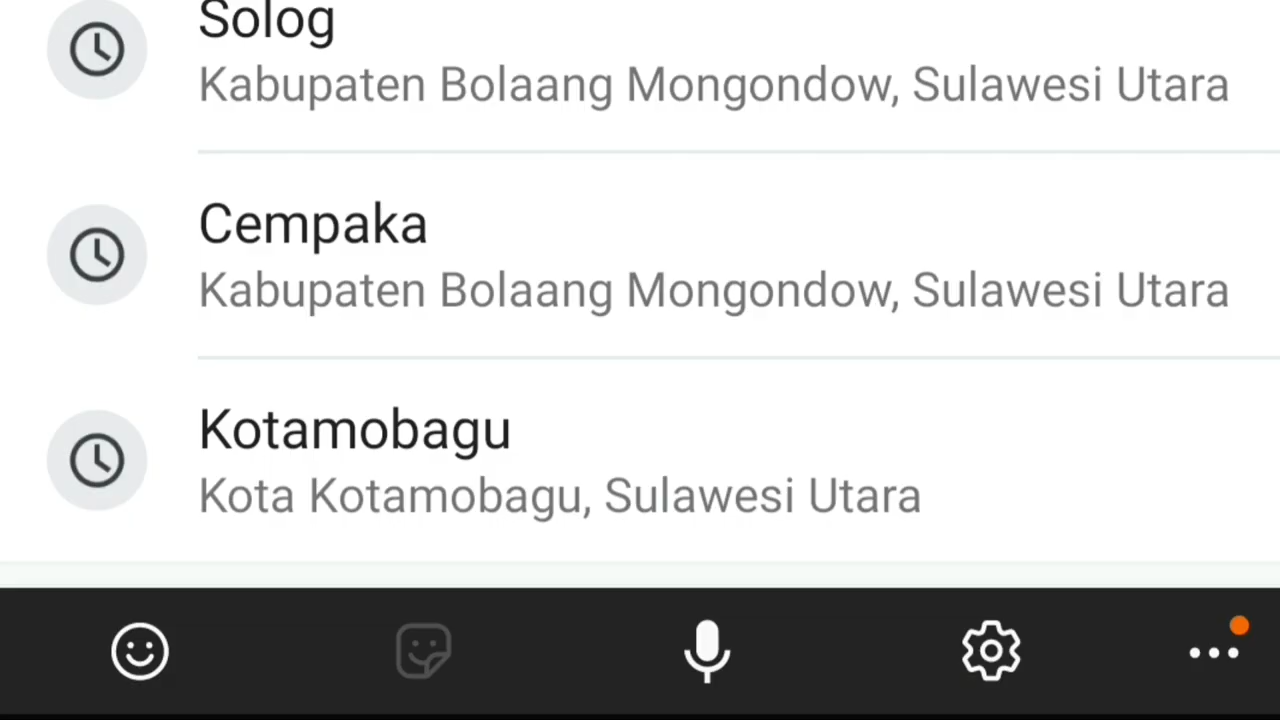 Solog
Kabupaten Bolaang Mongondow, Sulawesi Utara
Cempaka
Kabupaten Bolaang Mongondow, Sulawesi Utara
Kotamobagu
Kota Kotamobagu, Sulawesi Utara